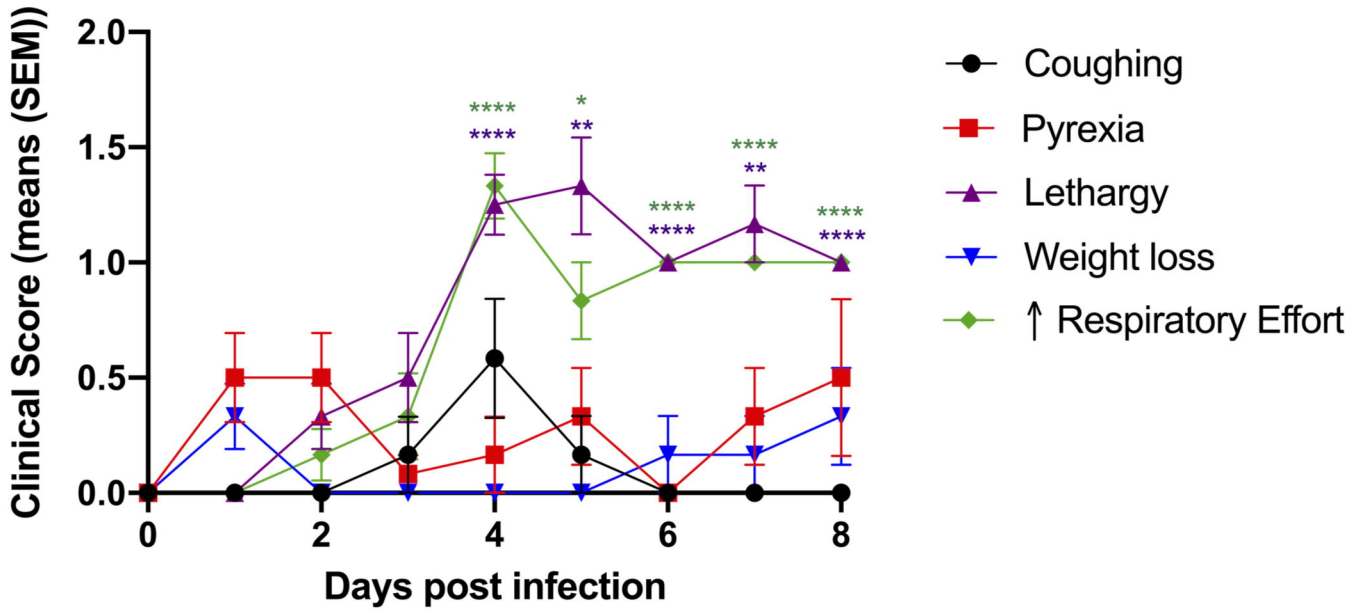 Clinical Score (means (SEM))
2.0
1.5
1.0
0.5
0.0
0
2
4
6
8
Days post infection
****
****
*
**
****
****
****
**
****
****
Coughing
Pyrexia
Lethargy
Weight loss
↑ Respiratory Effort